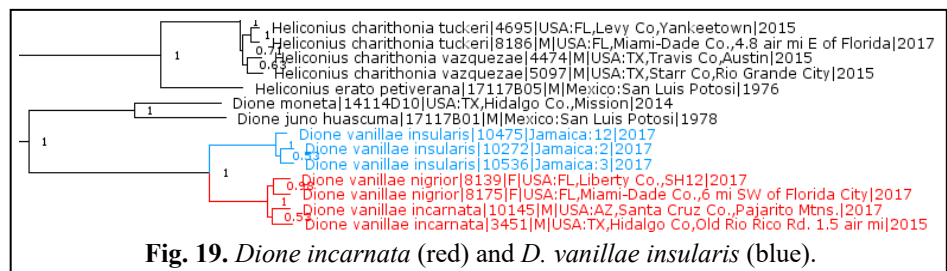 1
Heliconius charithonia tuckeri|4695|USA:FL,Levy Co,Yankeetown|2015
1
Heliconius charithonia tuckeri|8186|M|USA:FL,Miami-Dade Co.,4.8 air mi E of Florida|2017
0.71
1
Heliconius charithonia vazquezae|4474|M|USA:TX,Travis Co,Austin|2015
0.63
Heliconius charithonia vazquezae|5097|M|USA:TX,Starr Co,Rio Grande City|2015
Heliconius erato petiverana|17117B05|M|Mexico:San Luis Potosi|1976
Dione moneta|14114D10|USA:TX,Hidalgo Co.,Mission|2014
1
Dione juno huascuma|17117B01|M|Mexico:San Luis Potosi|1978
Dione vanillae insularis|10475|Jamaica:12|2017
1
1
Dione vanillae insularis|10272|Jamaica:2|2017
0.53
Dione vanillae insularis|10536|Jamaica:3|2017
1
Dione vanillae nigrior|8139|F|USA:FL,Liberty Co.,SH12|2017
0.98
Dione vanillae nigrior|8175|F|USA:FL,Miami-Dade Co.,6 mi SW of Florida City|2017
1
Dione vanillae incarnata|10145|M|USA:AZ,Santa Cruz Co.,Pajarito Mtns.|2017
Dione vanillae incarnata|3451|M|USA:TX,Hidalgo Co,Old Rio Rico Rd. 1.5 air mi|2015
Fig. 19. Dione incarnata (red) and D. vanillae insularis (blue).